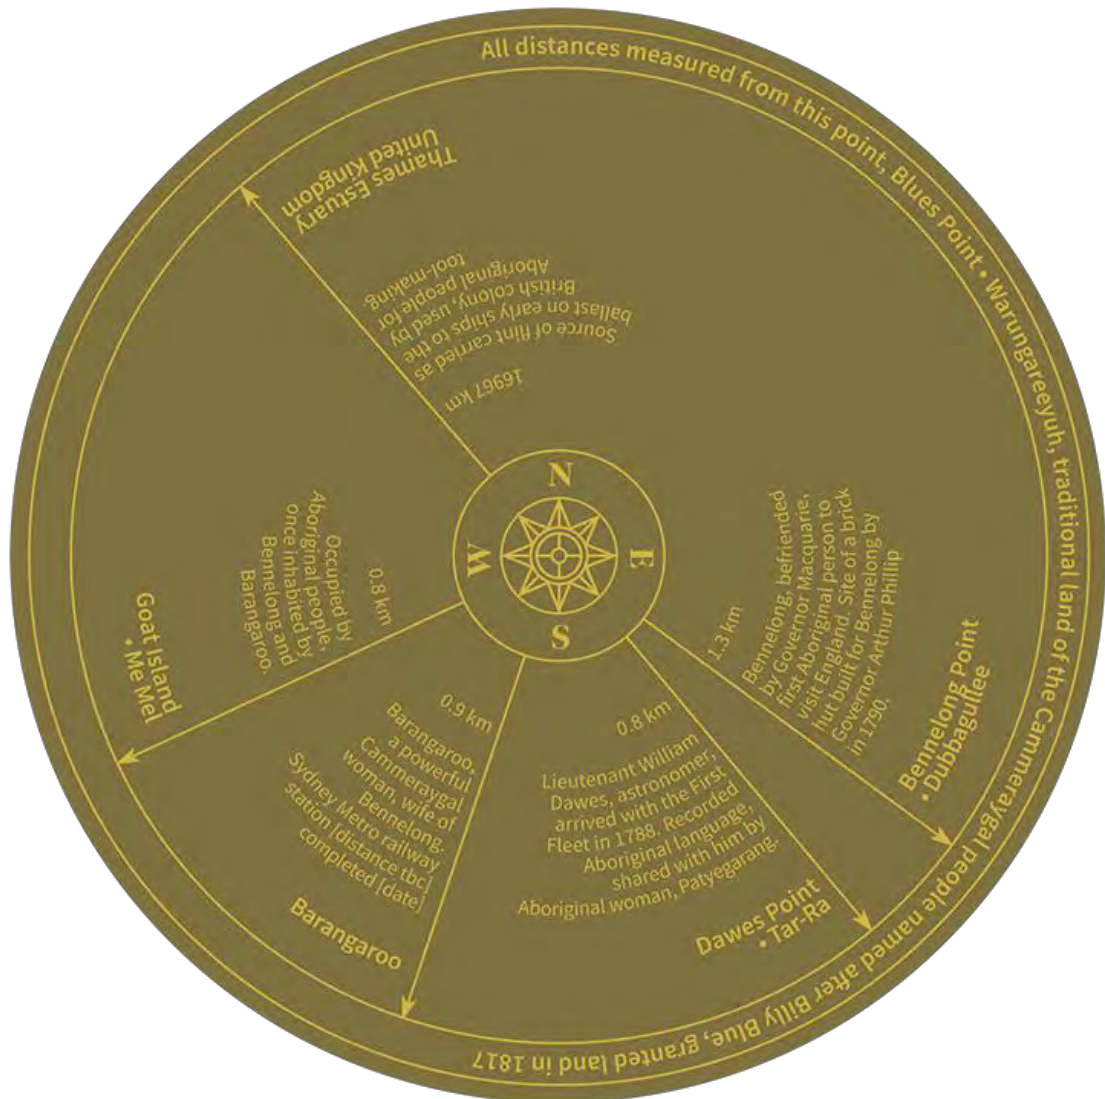 All distances measured from this point, Blues Point • Warungareeyuh, traditional land of the Cammeraygal people named after Billy Blue, granted land in 1817
Thames Estuary
United Kingdom
Source of flint carried as
ballast on early ships to the
British colony, used by
Aboriginal people for
tool-making.
16967 km
N
E
S
W
1.3 km
Bennelong, befriended
by Governor Macquarie,
first Aboriginal person to
visit England. Site of a brick
hut built for Bennelong by
Governor Arthur Phillip
in 1790.
Bennelong Point
• Dubbagullee
0.8 km
Lieutenant William
Dawes, astronomer,
arrived with the First
Fleet in 1788. Recorded
Aboriginal language,
shared with him by
Aboriginal woman, Patyegarang.
Dawes Point
• Tar-Ra
0.9 km
Barangaroo,
a powerful
Cammeraygal
woman, wife of
Bennelong.
Sydney Metro railway
station [distance tbc]
completed [date]
Barangaroo
0.8 km
Occupied by
Aboriginal people,
once inhabited by
Bennelong and
Barangaroo.
Goat Island
• Me Mel